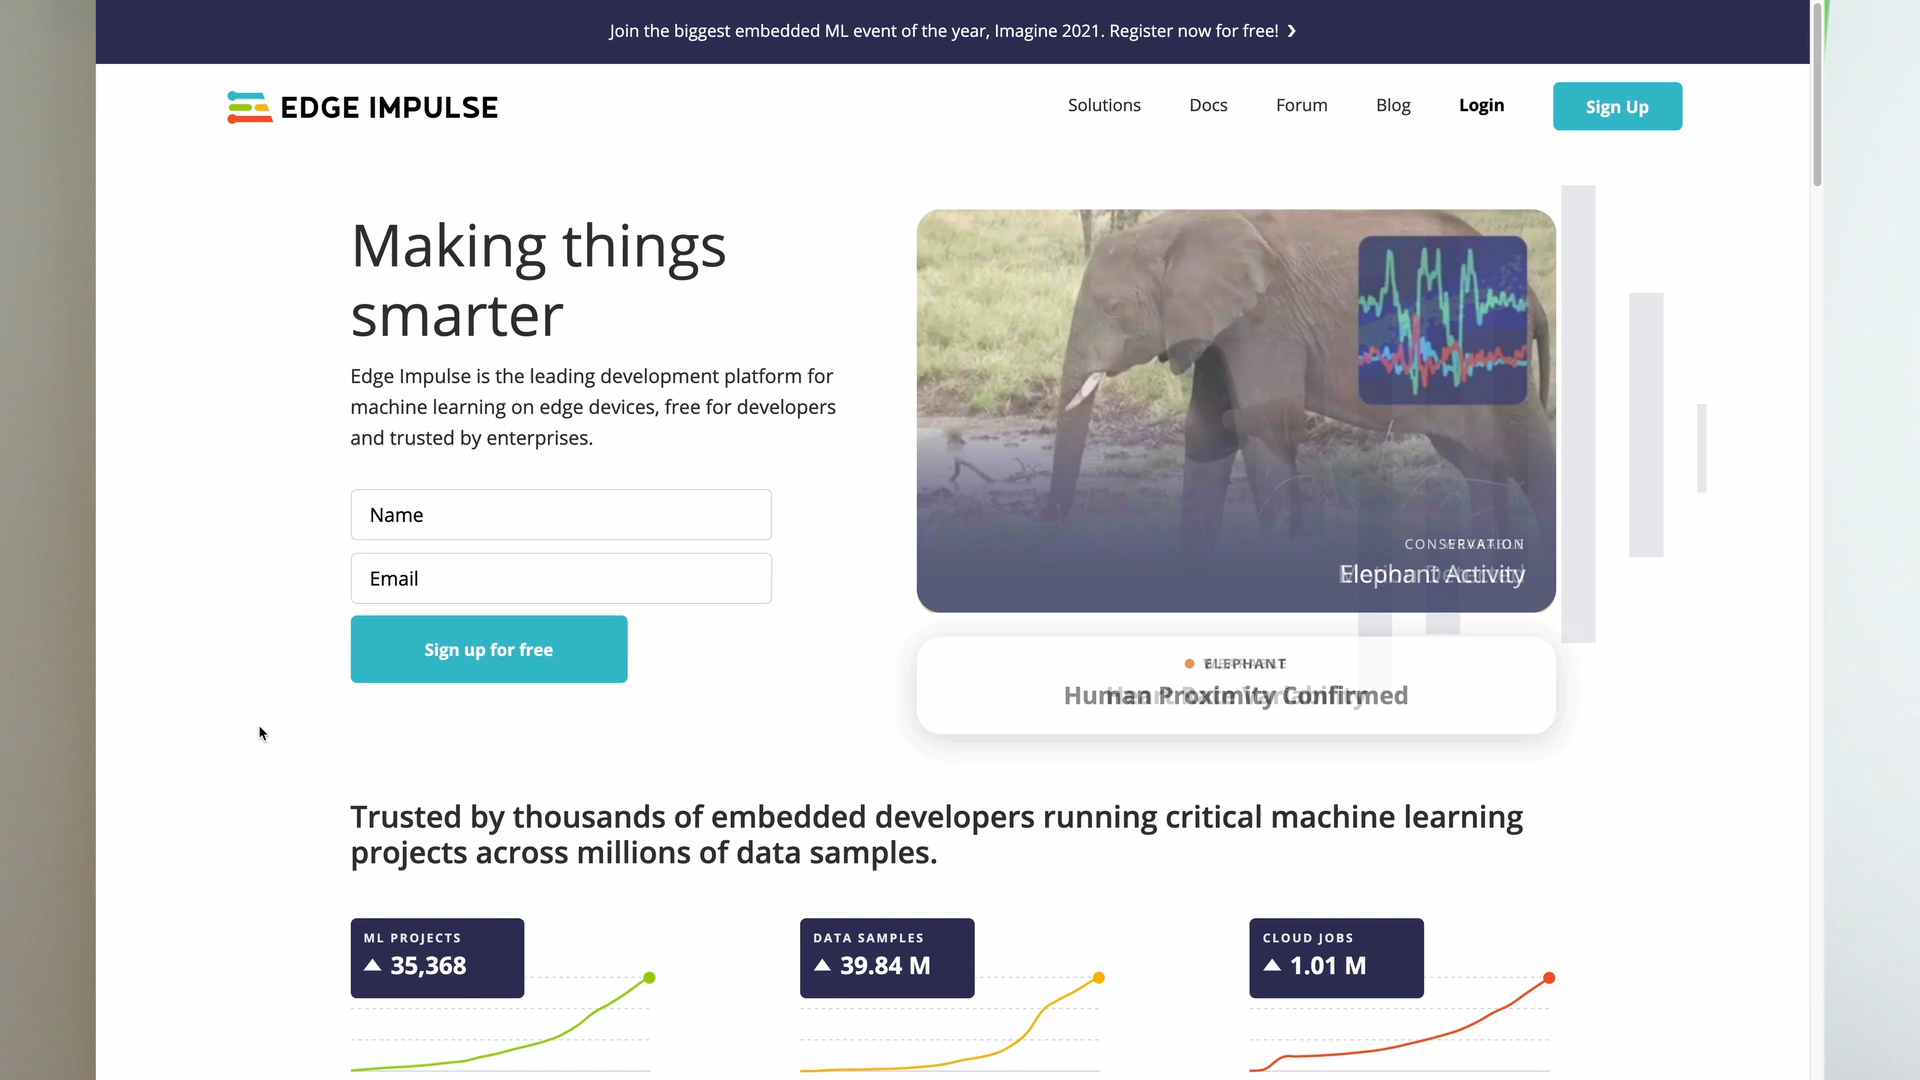 Join the biggest embedded ML event of the year, Imagine 2021. Register now for free! ❯
EDGE IMPULSE
Solutions
Docs
Forum
Blog
Login
Sign Up
Making things
smarter
Edge Impulse is the leading development platform for
machine learning on edge devices, free for developers
and trusted by enterprises.
Name
Email
Sign up for free
CONSERVATION
Elephant Activity
ELEPHANT
Human Proximity Confirmed
Trusted by thousands of embedded developers running critical machine learning
projects across millions of data samples.
ML PROJECTS
35,368
DATA SAMPLES
39.84 M
CLOUD JOBS
1.01 M